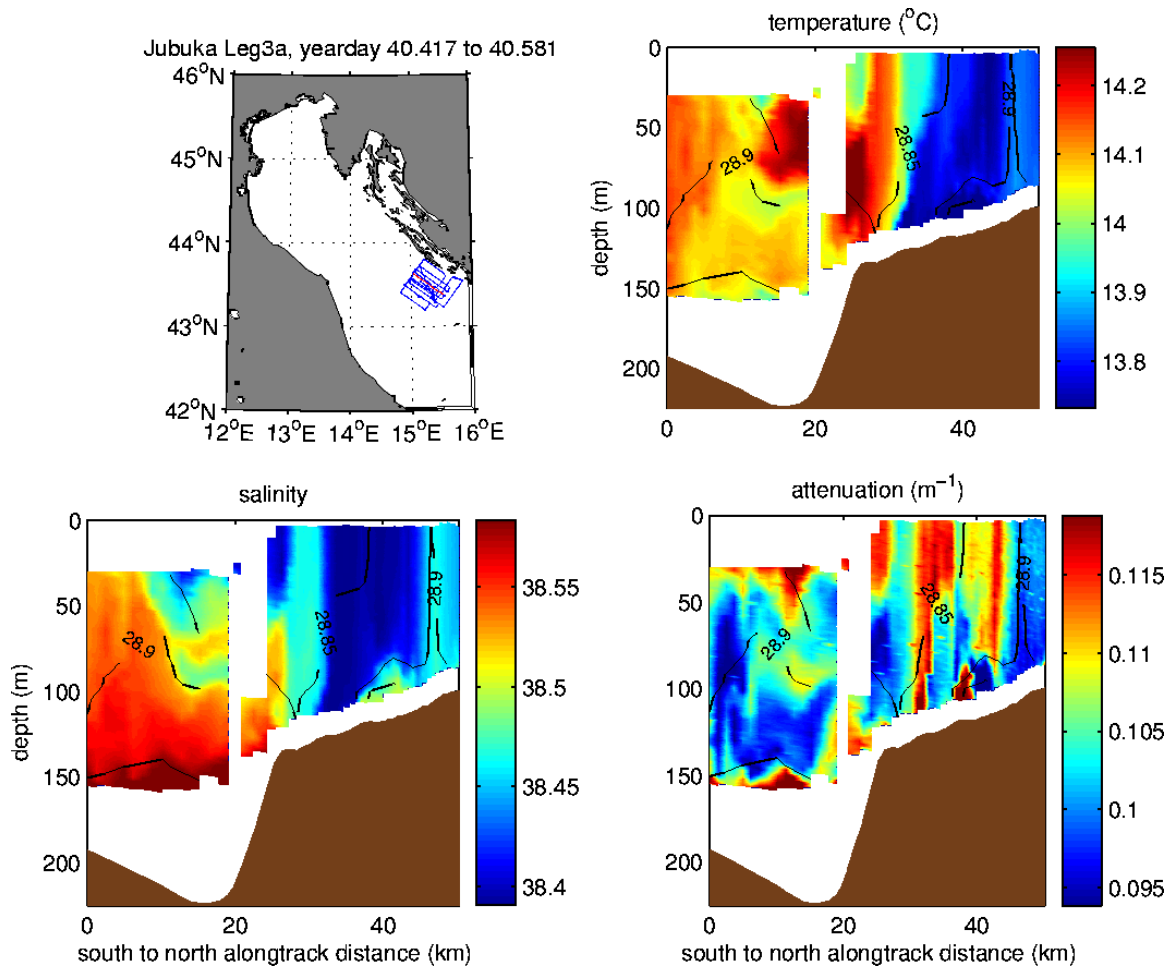 Jubuka Leg3a, yearday 40.417 to 40.581
46°N
45°N
44°N
43°N
42°N
12°E 13°E 14°E 15°E 16°E
temperature (°C)
0
50
100
150
200
depth (m)
0 20 40
28.9
28.85
28.9
14.2
14.1
14
13.9
13.8
salinity
0
50
100
150
200
depth (m)
0 20 40
south to north alongtrack distance (km)
28.9
28.85
28.9
38.55
38.5
38.45
38.4
attenuation (m⁻¹)
0
50
100
150
200
0 20 40
south to north alongtrack distance (km)
28.9
28.85
28.9
0.115
0.11
0.105
0.1
0.095